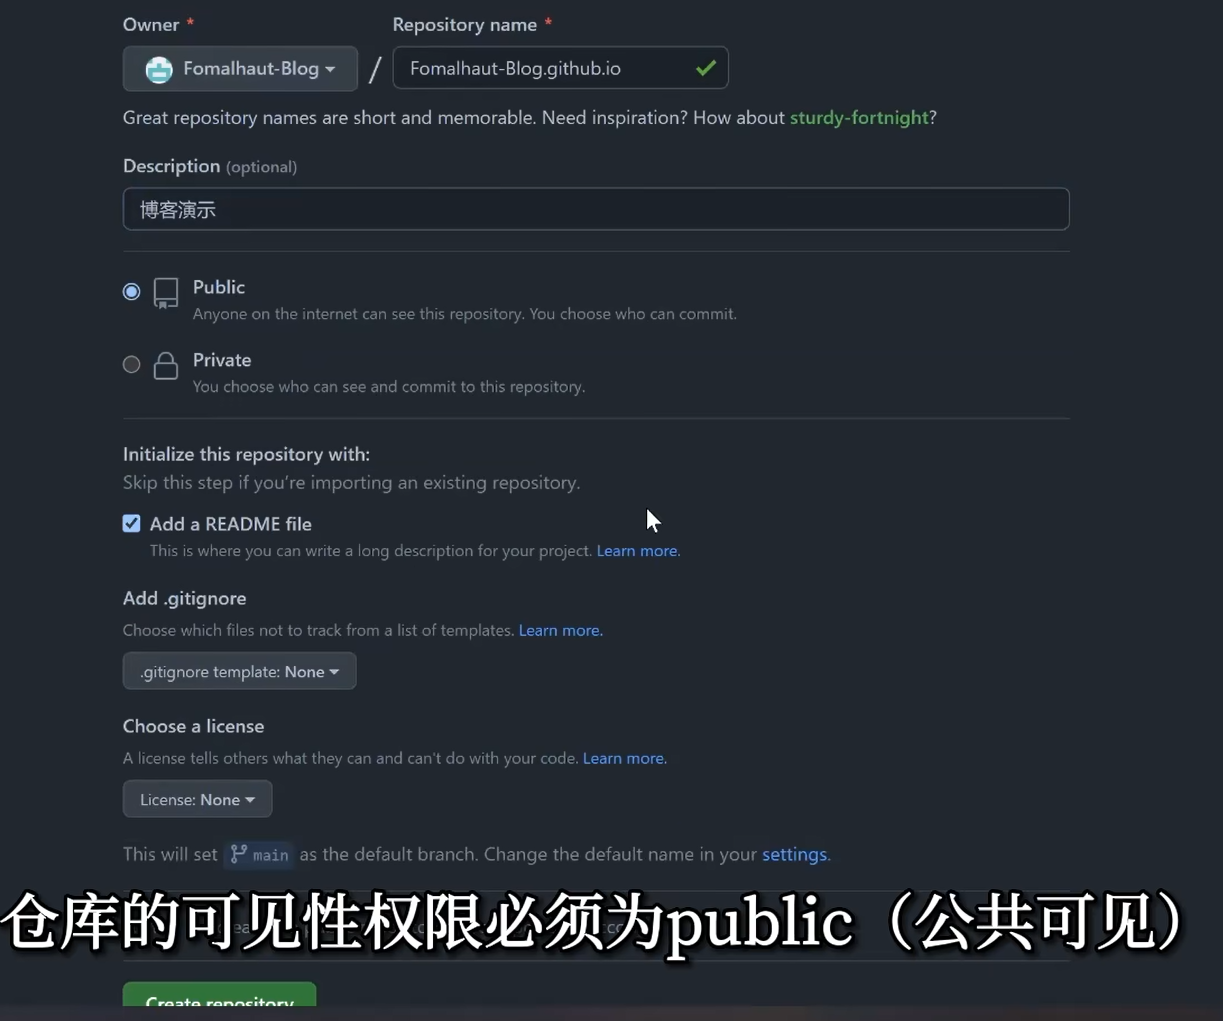 Owner * Repository name *
Fomalhaut-Blog / Fomalhaut-Blog.github.io
Great repository names are short and memorable. Need inspiration? How about sturdy-fortnight?
Description (optional)
博客演示
Public
Anyone on the internet can see this repository. You choose who can commit.
Private
You choose who can see and commit to this repository.
Initialize this repository with:
Skip this step if you're importing an existing repository.
Add a README file
This is where you can write a long description for your project. Learn more.
Add .gitignore
Choose which files not to track from a list of templates. Learn more.
.gitignore template: None
Choose a license
A license tells others what they can and can't do with your code. Learn more.
License: None
This will set main as the default branch. Change the default name in your settings.
仓库的可见性权限必须为public（公共可见）
Create repository